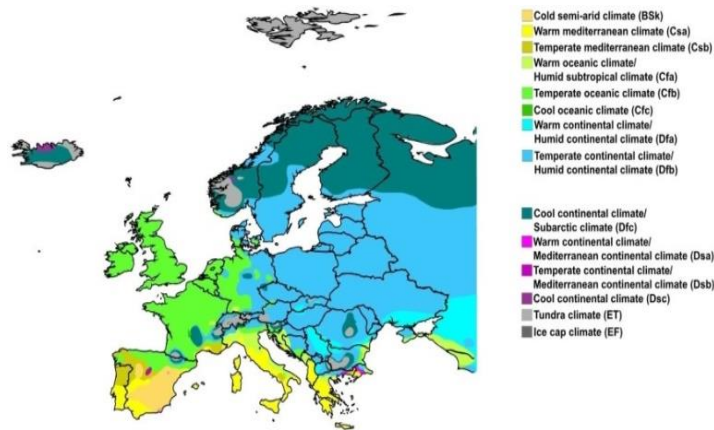 Cold semi-arid climate (BSk)
Warm mediterranean climate (Csa)
Temperate mediterranean climate (Csb)
Warm oceanic climate/
Humid subtropical climate (Cfa)
Temperate oceanic climate (Cfb)
Cool oceanic climate (Cfc)
Warm continental climate/
Humid continental climate (Dfa)
Temperate continental climate/
Humid continental climate (Dfb)
Cool continental climate/
Subarctic climate (Dfc)
Warm continental climate/
Mediterranean continental climate (Dsa)
Temperate continental climate/
Mediterranean continental climate (Dsb)
Cool continental climate (Dsc)
Tundra climate (ET)
Ice cap climate (EF)